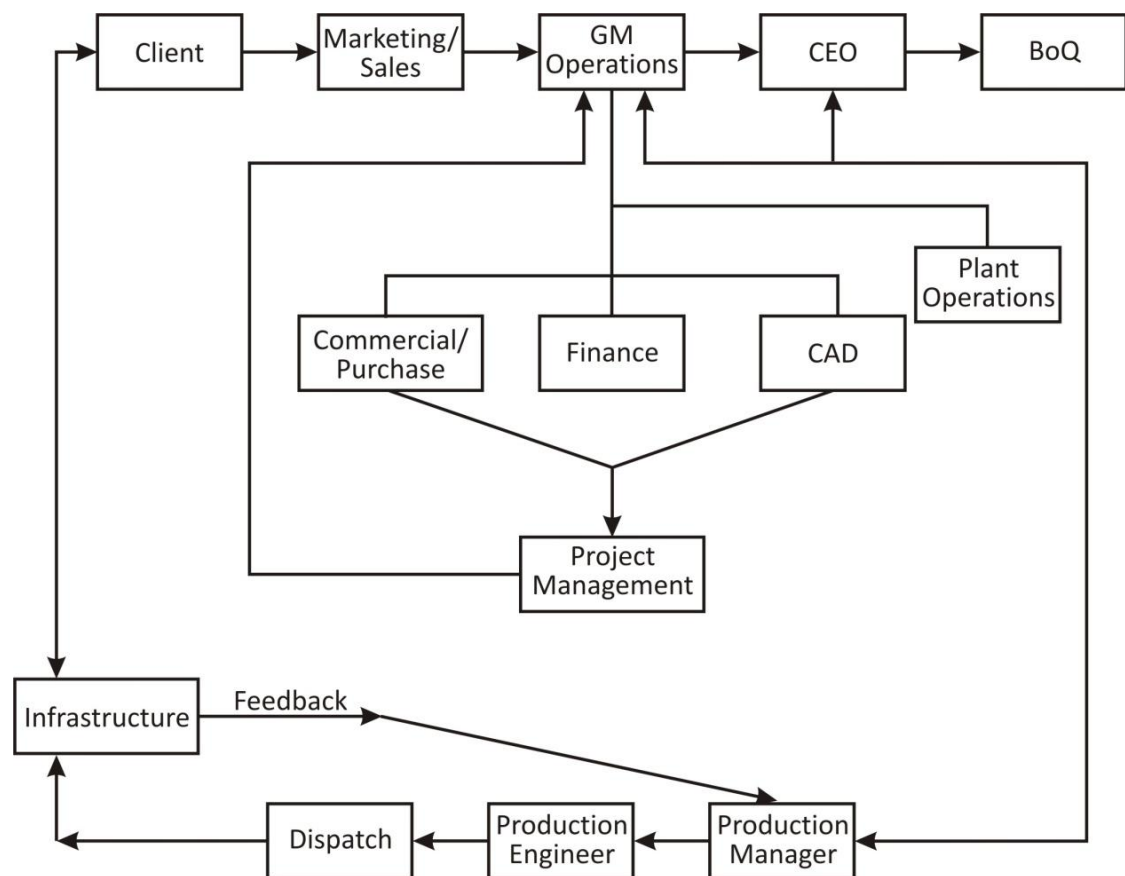 Client
Marketing/
Sales
GM
Operations
CEO
BoQ
Plant
Operations
Commercial/
Purchase
Finance
CAD
Project
Management
Infrastructure
Feedback
Dispatch
Production
Engineer
Production
Manager